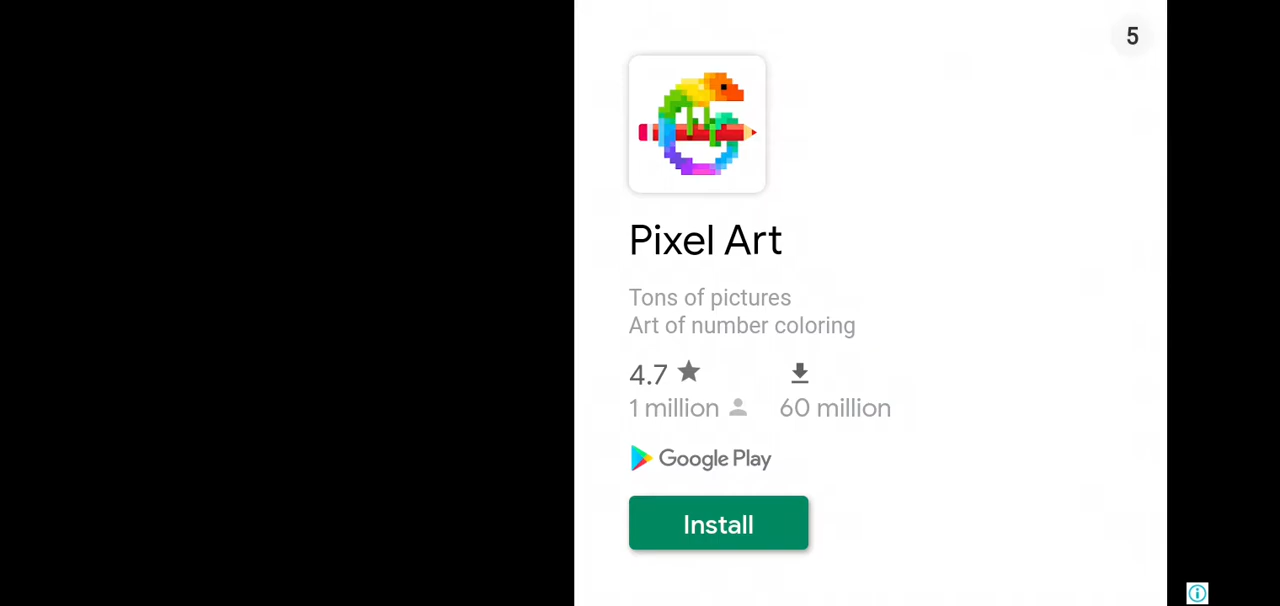 5
Pixel Art
Tons of pictures
Art of number coloring
4.7
1 million 60 million
Google Play
Install